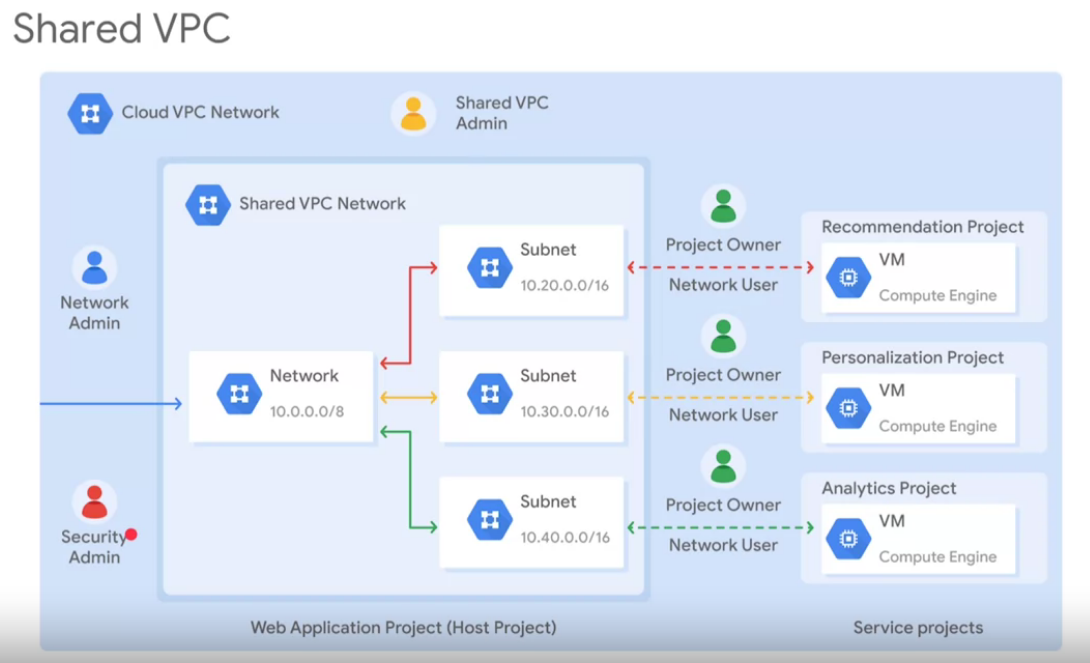 Shared VPC
Cloud VPC Network
Shared VPC
Admin
Shared VPC Network
Network
Admin
Security
Admin
Network
10.0.0.0/8
Subnet
10.20.0.0/16
Subnet
10.30.0.0/16
Subnet
10.40.0.0/16
Project Owner
Network User
Project Owner
Network User
Project Owner
Network User
Recommendation Project
VM
Compute Engine
Personalization Project
VM
Compute Engine
Analytics Project
VM
Compute Engine
Web Application Project (Host Project)
Service projects